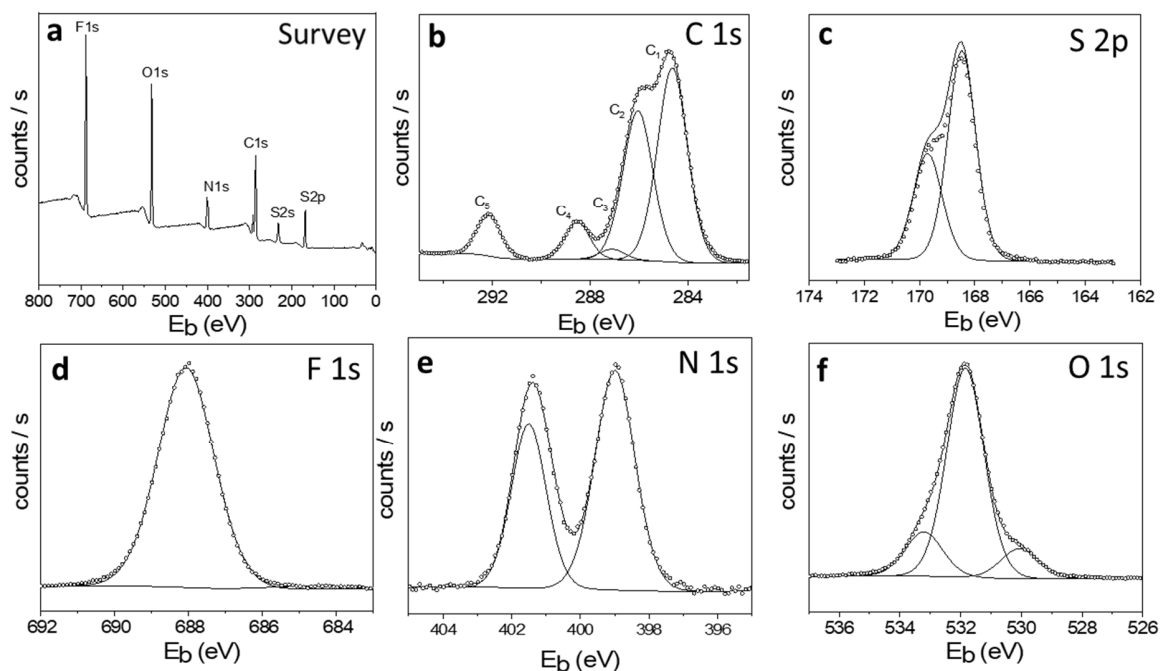 a Survey
F1s
O1s
N1s
C1s
S2s
S2p
counts / s
800 700 600 500 400 300 200 100 0
Eb (eV)
b C 1s
C1
C2
C3
C4
C5
counts / s
292 288 284
Eb (eV)
c S 2p
counts / s
174 172 170 168 166 164 162
Eb (eV)
d F 1s
counts / s
692 690 688 686 684
Eb (eV)
e N 1s
counts / s
404 402 400 398 396
Eb (eV)
f O 1s
counts / s
536 534 532 530 528 526
Eb (eV)